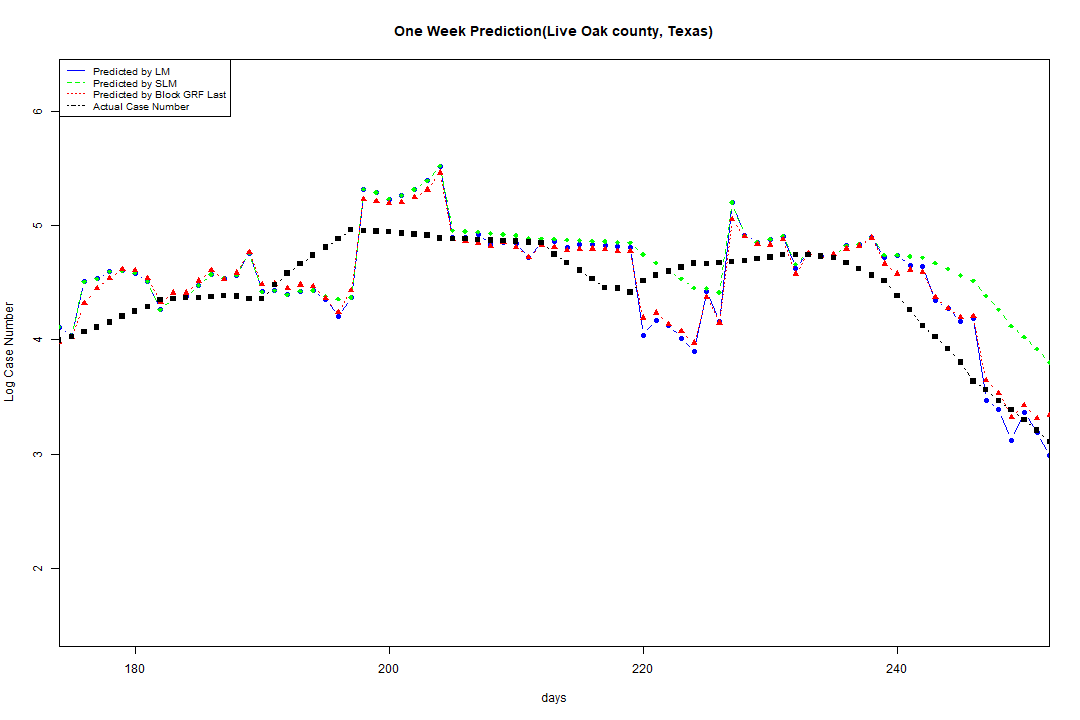 One Week Prediction(Live Oak county, Texas)
Predicted by LM
Predicted by SLM
Predicted by Block GRF Last
Actual Case Number
6
5
4
3
2
Log Case Number
180
200
220
240
days